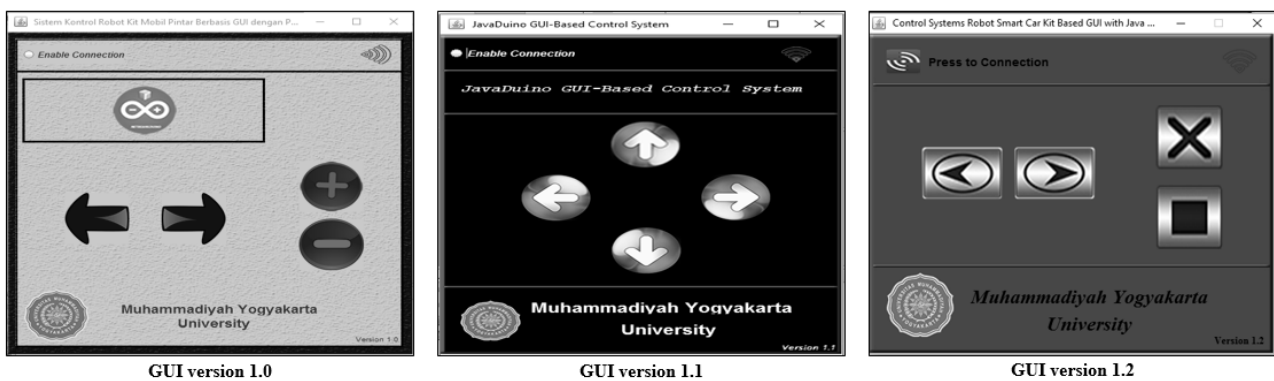 Sistem Kontrol Robot Kit Mobil Pintar Berbasis GUI dengan P...
Enable Connection
Muhammadiyah Yogyakarta
University
Version 1.0
GUI version 1.0
JavaDuino GUI-Based Control System
Enable Connection
JavaDuino GUI-Based Control System
Muhammadiyah Yogyakarta
University
Version 1.1
GUI version 1.1
Control Systems Robot Smart Car Kit Based GUI with Java ...
Press to Connection
Muhammadiyah Yogyakarta
University
Version 1.2
GUI version 1.2